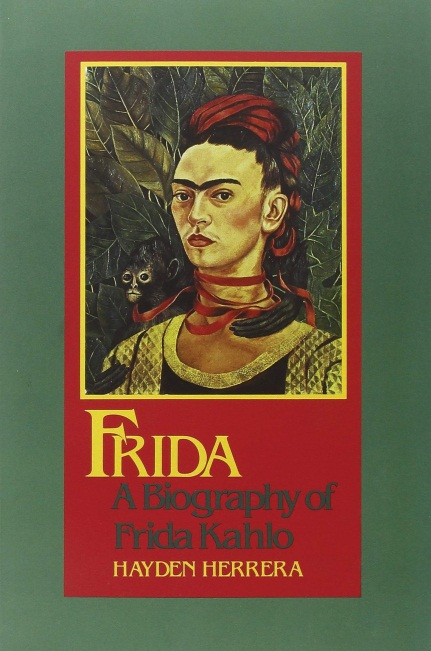 FRIDA
A Biography of
Frida Kahlo
HAYDEN HERRERA